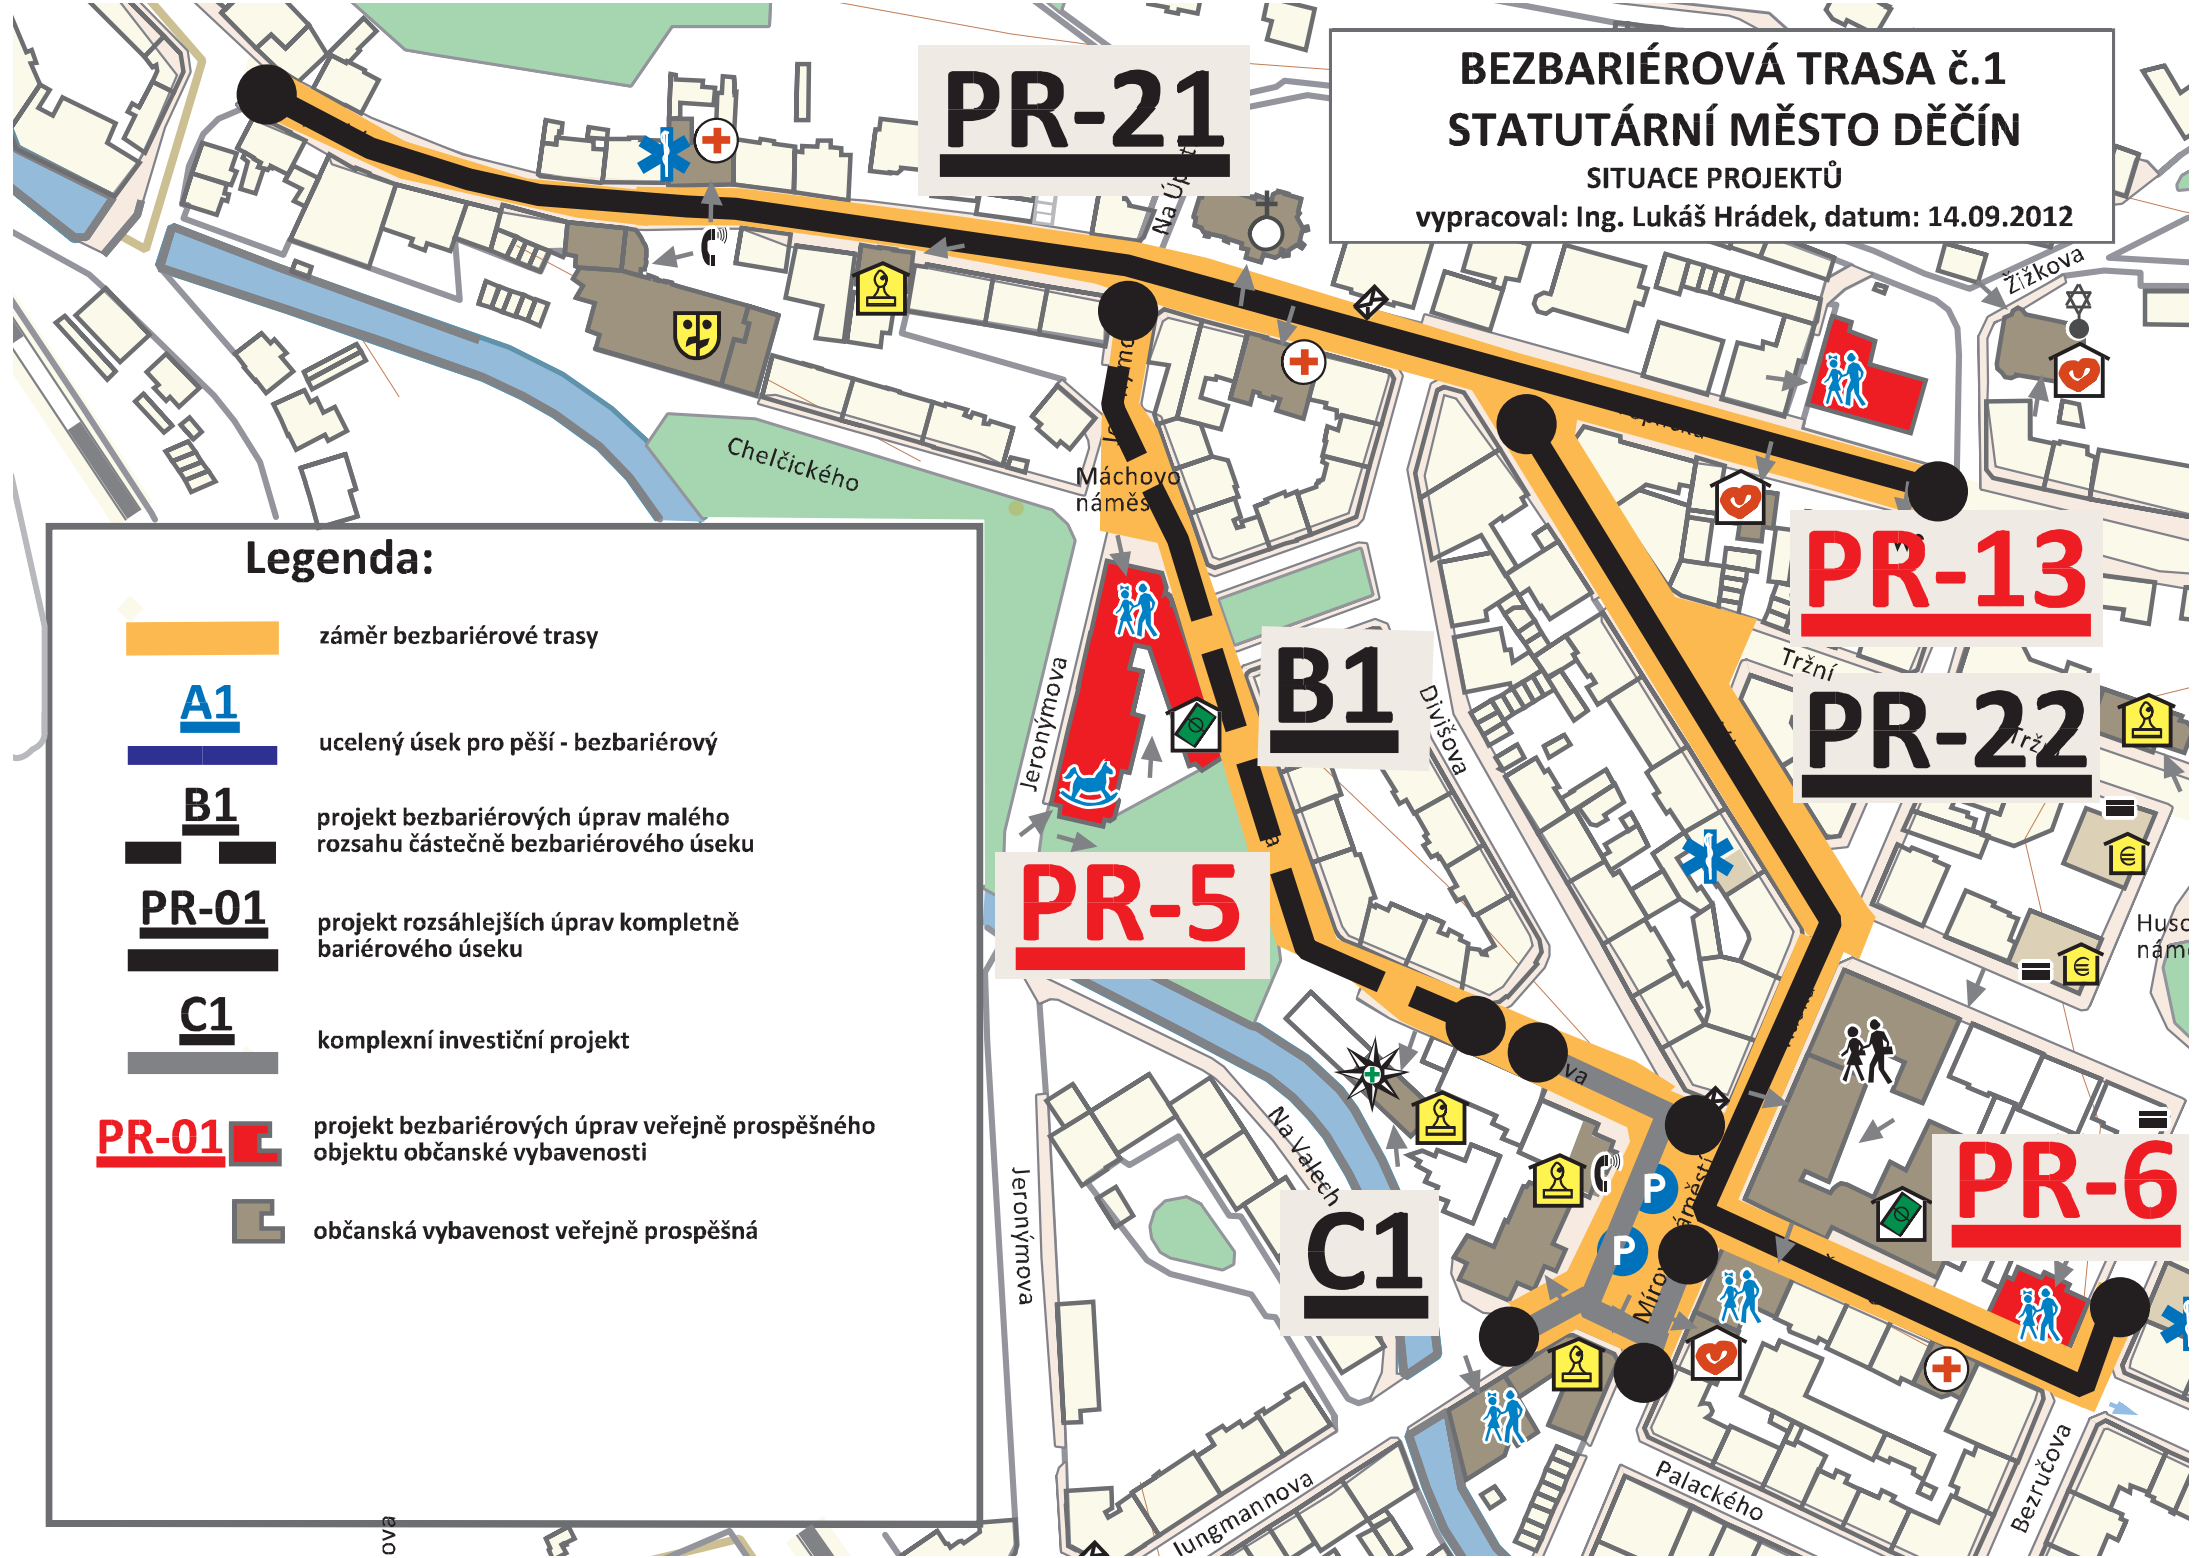 BEZBARIÉROVÁ TRASA č.1
STATUTÁRNÍ MĚSTO DĚČÍN
SITUACE PROJEKTŮ
vypracoval: Ing. Lukáš Hrádek, datum: 14.09.2012
PR-21
Žižkova
Chelčického
Máchovo
PR-13
Tržní
PR-22
B1
Divišova
Jeronýmova
PR-5
Na Valech
Jeronýmova
C1
P
P
PR-6
Palackého
Bezručova
Jungmannova
Legenda:
záměr bezbariérové trasy
A1
ucelený úsek pro pěší - bezbariérový
B1
projekt bezbariérových úprav malého
rozsahu částečně bezbariérového úseku
PR-01
projekt rozsáhlejších úprav kompletně
bariérového úseku
C1
komplexní investiční projekt
PR-01
projekt bezbariérových úprav veřejně prospěšného
objektu občanské vybavenosti
občanská vybavenost veřejně prospěšná
ova